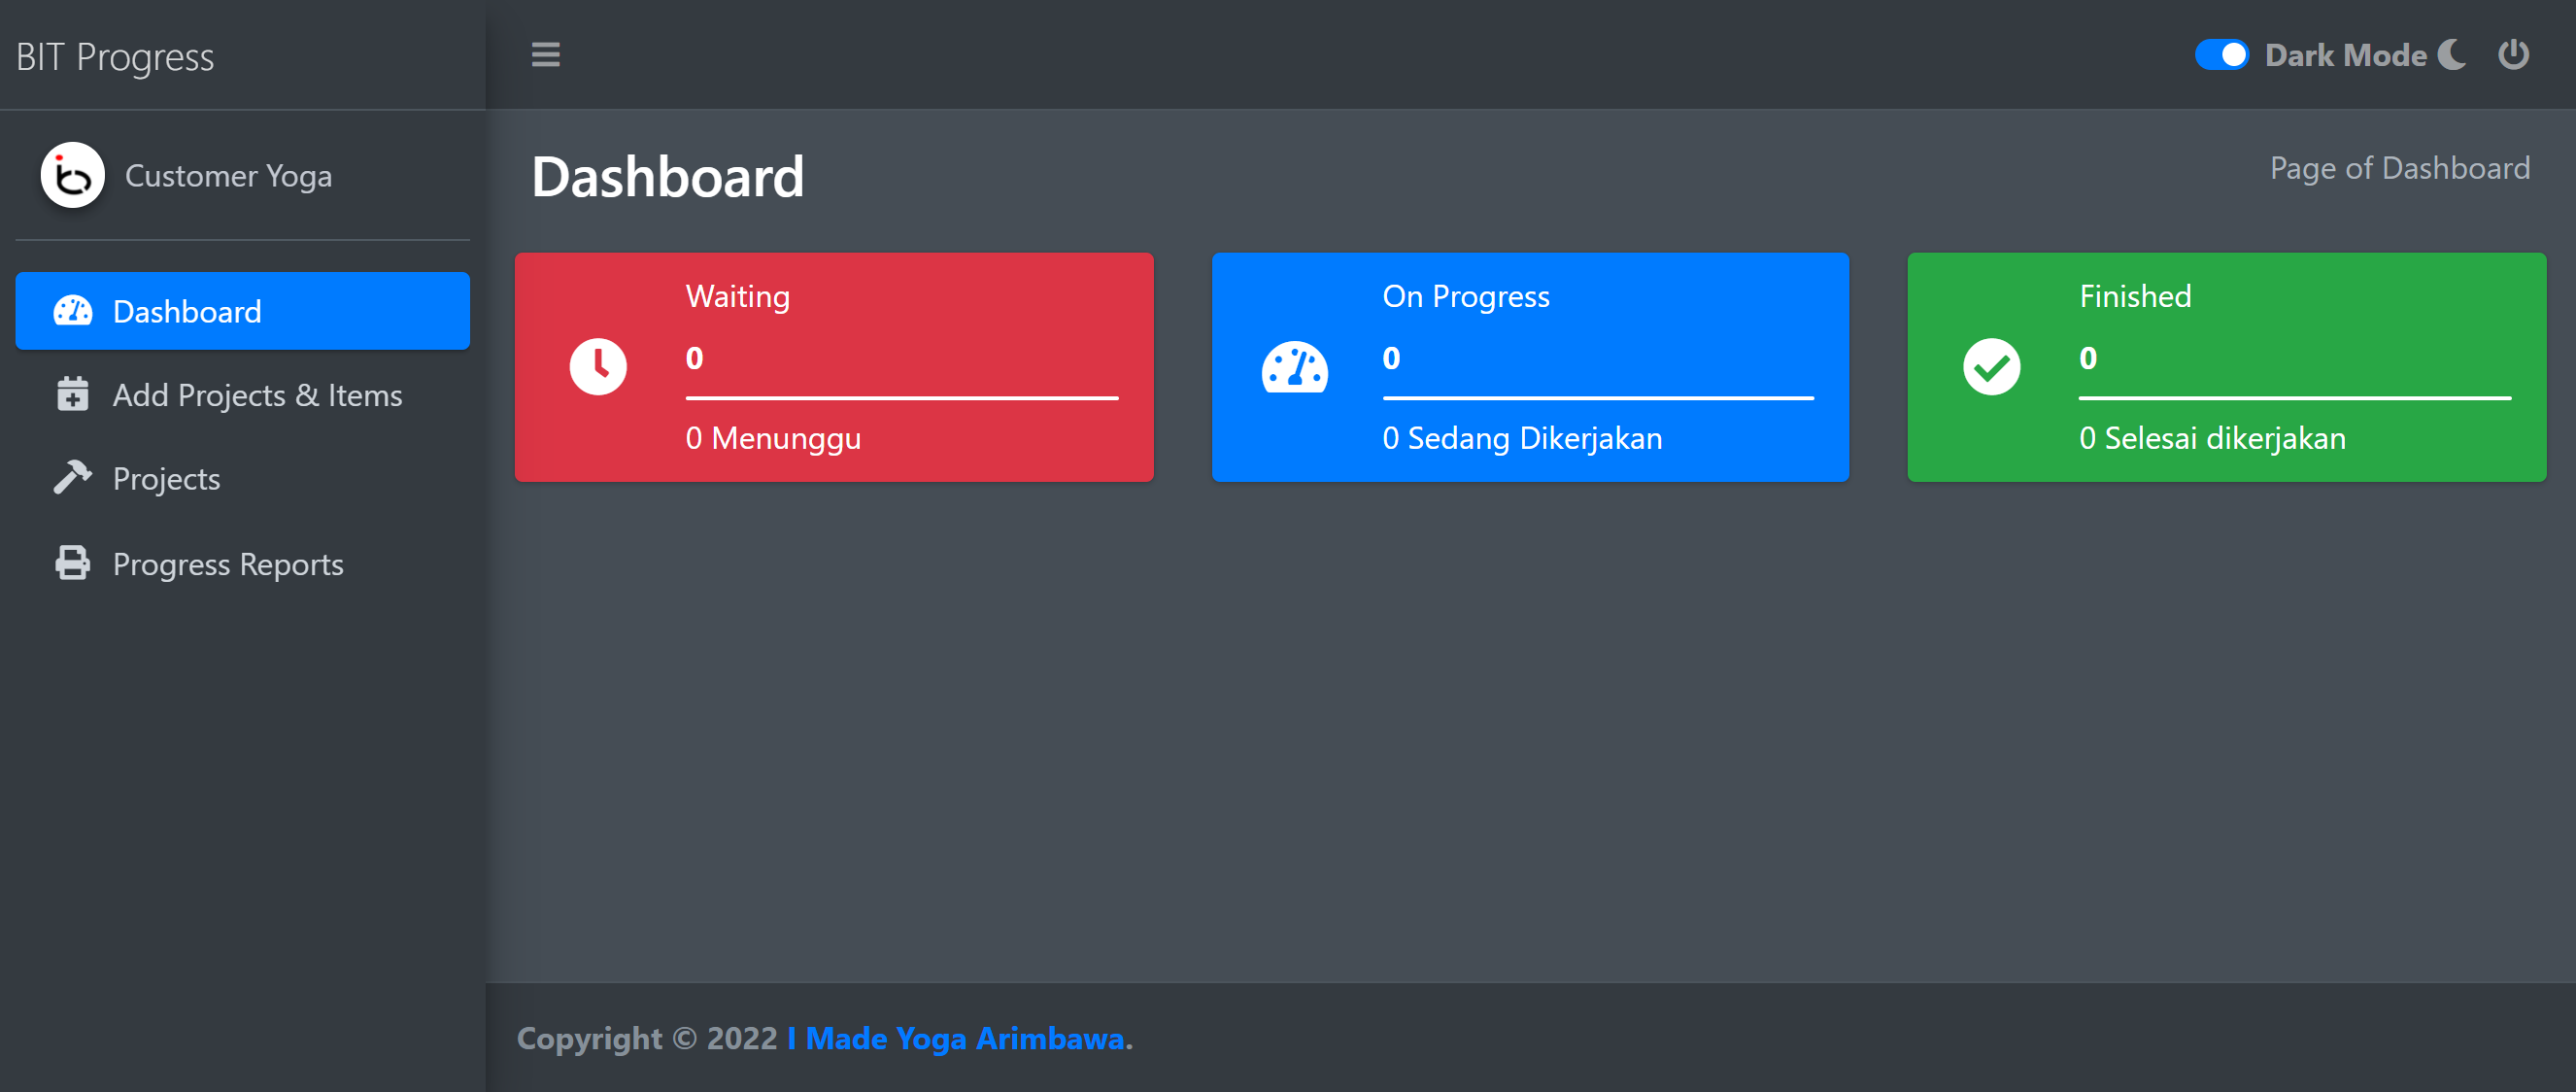 BIT Progress
Dark Mode
Customer Yoga
Dashboard
Add Projects & Items
Projects
Progress Reports
Dashboard
Page of Dashboard
Waiting
0
0 Menunggu
On Progress
0
0 Sedang Dikerjakan
Finished
0
0 Selesai dikerjakan
Copyright © 2022 I Made Yoga Arimbawa.